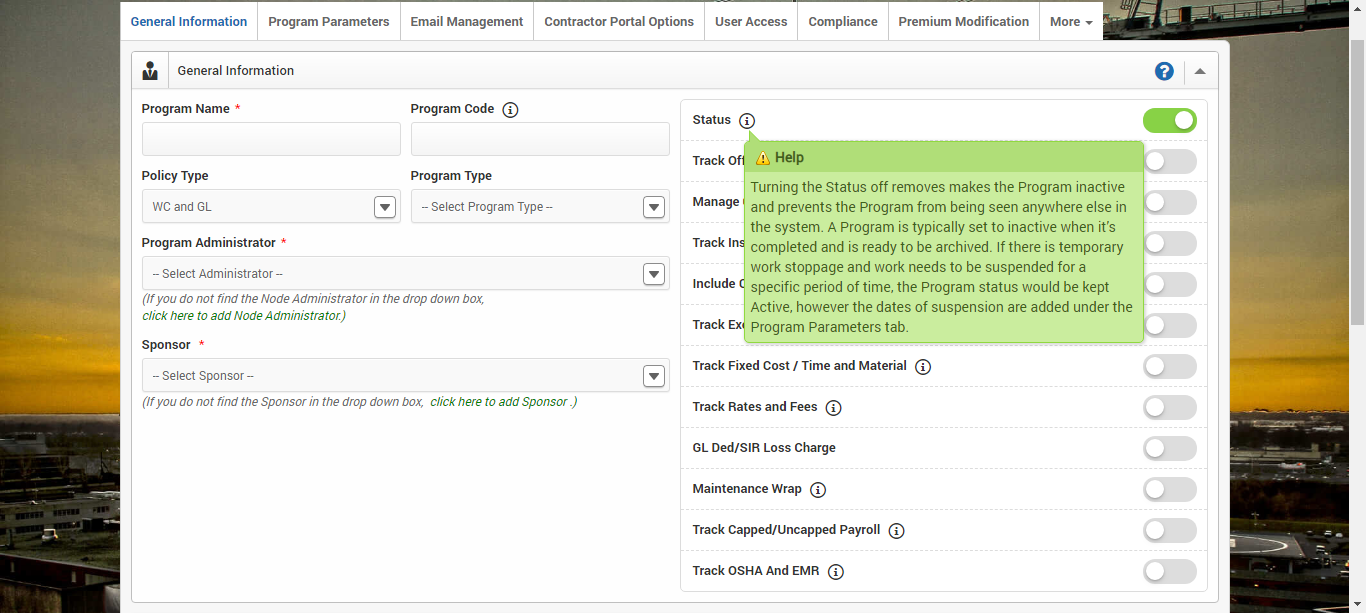 General Information
Program Parameters
Email Management
Contractor Portal Options
User Access
Compliance
Premium Modification
More
General Information
Program Name *
Program Code
Policy Type
Program Type
WC and GL
-- Select Program Type --
Program Administrator *
-- Select Administrator --
(If you do not find the Node Administrator in the drop down box,
click here to add Node Administrator.)
Sponsor *
-- Select Sponsor --
(If you do not find the Sponsor in the drop down box, click here to add Sponsor .)
Status
Track
Manage
Track
Include
Track
Help
Turning the Status off removes makes the Program inactive
and prevents the Program from being seen anywhere else in
the system. A Program is typically set to inactive when it's
completed and is ready to be archived. If there is temporary
work stoppage and work needs to be suspended for a
specific period of time, the Program status would be kept
Active, however the dates of suspension are added under the
Program Parameters tab.
Track Fixed Cost / Time and Material
Track Rates and Fees
GL Ded/SIR Loss Charge
Maintenance Wrap
Track Capped/Uncapped Payroll
Track OSHA And EMR